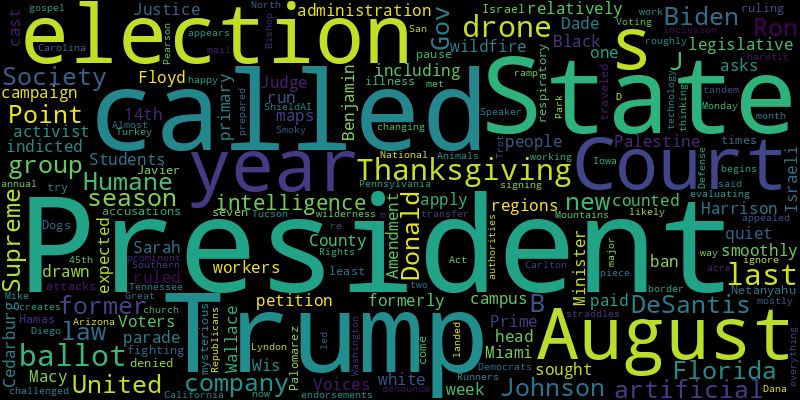 gospel
North
Israel
relatively
work
Voting
ruling
cast
Justice
administration
Gov
Biden
Ron
Carolina
Pearson
appears
mail
Bishop
election
San
drone
Dade
roughly
inclusion
heretic
Society
Floyd
happy
Michigan
pause
wildfire
Black
one
legislative
s
J
asks
including
illness
met
ramp
respiratory
traveled
technology
thinking
tandem
campaign
14th
primary
prepared
Judge
run
ShieldAI
Benjamin
called
State
Speaker
D
Park
Monday
month
Point
maps
Smoky
changing
activist
Almost
Turkey
indicted
Students
Javier
year
National
Animals
Trot
people
Palestine
times
Court
Israeli
group
Humane
annual
try
Thanksgiving
Pennsylvania
working
Iowa
Defense
begins
said
evaluating
season
accusations
seven
intelligence
Tucson
wilderness
Donald
apply
signing
regions
new
counted
likely
Harrison
appealed
Supreme
Dogs
Sarah
re
m
transfer
Amendment
Mountains
quiet
drawn
45th
prominent
County
Rights
President
Act
authorities
Minister
major
way
smoothly
expected
attacks
Southern
ruled
Tennessee
workers
least
Carlton
piece
ban
acre
ignore
last
border
Netanyahu
Mike
Great
former
petition
two
formerly
campus
B
paid
DeSantis
mostly
creates
Hamas
church
Arizona
Voters
mysterious
Republicans
Wallace
led
Washington
Trump
landed
Prime
straddles
August
Cedarburg
law
Diego
parade
fighting
Lyndon
Palomarez
come
head
Miami
sought
ballot
denied
Wis
Democrats
Florida
everything
Macy
United
company
Voices
white
week
Runners
Johnson
artificial
challenged
California
now
endorsements
denounce
Dana